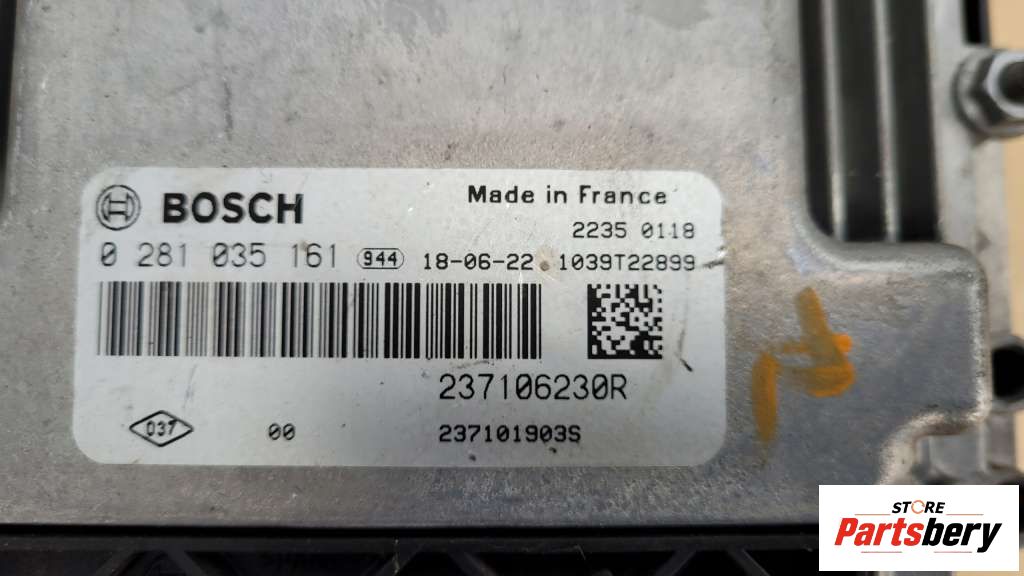 BOSCH
Made in France
2235 0118
0 281 035 161 944 18-06-22 1039T22899
237106230R
D37 00 237101903S
STORE
Partsbery